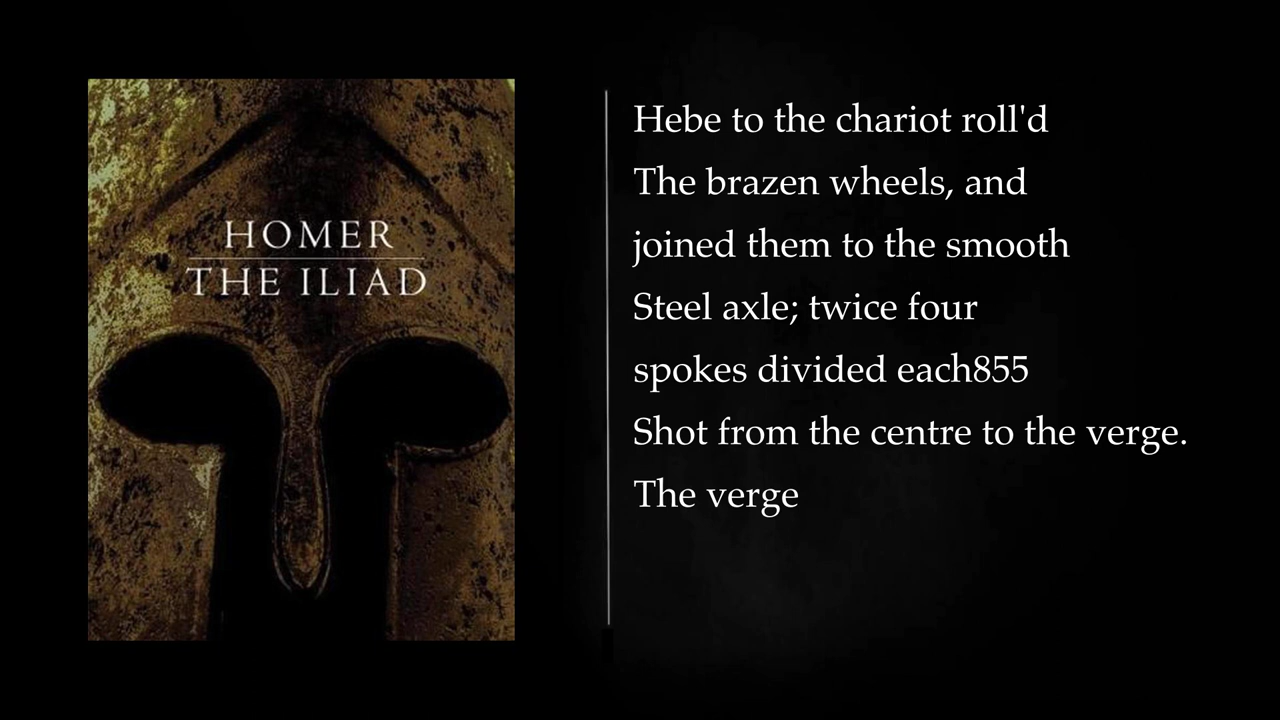 HOMER
THE ILIAD
Hebe to the chariot roll'd
The brazen wheels, and
joined them to the smooth
Steel axle; twice four
spokes divided each855
Shot from the centre to the verge.
The verge